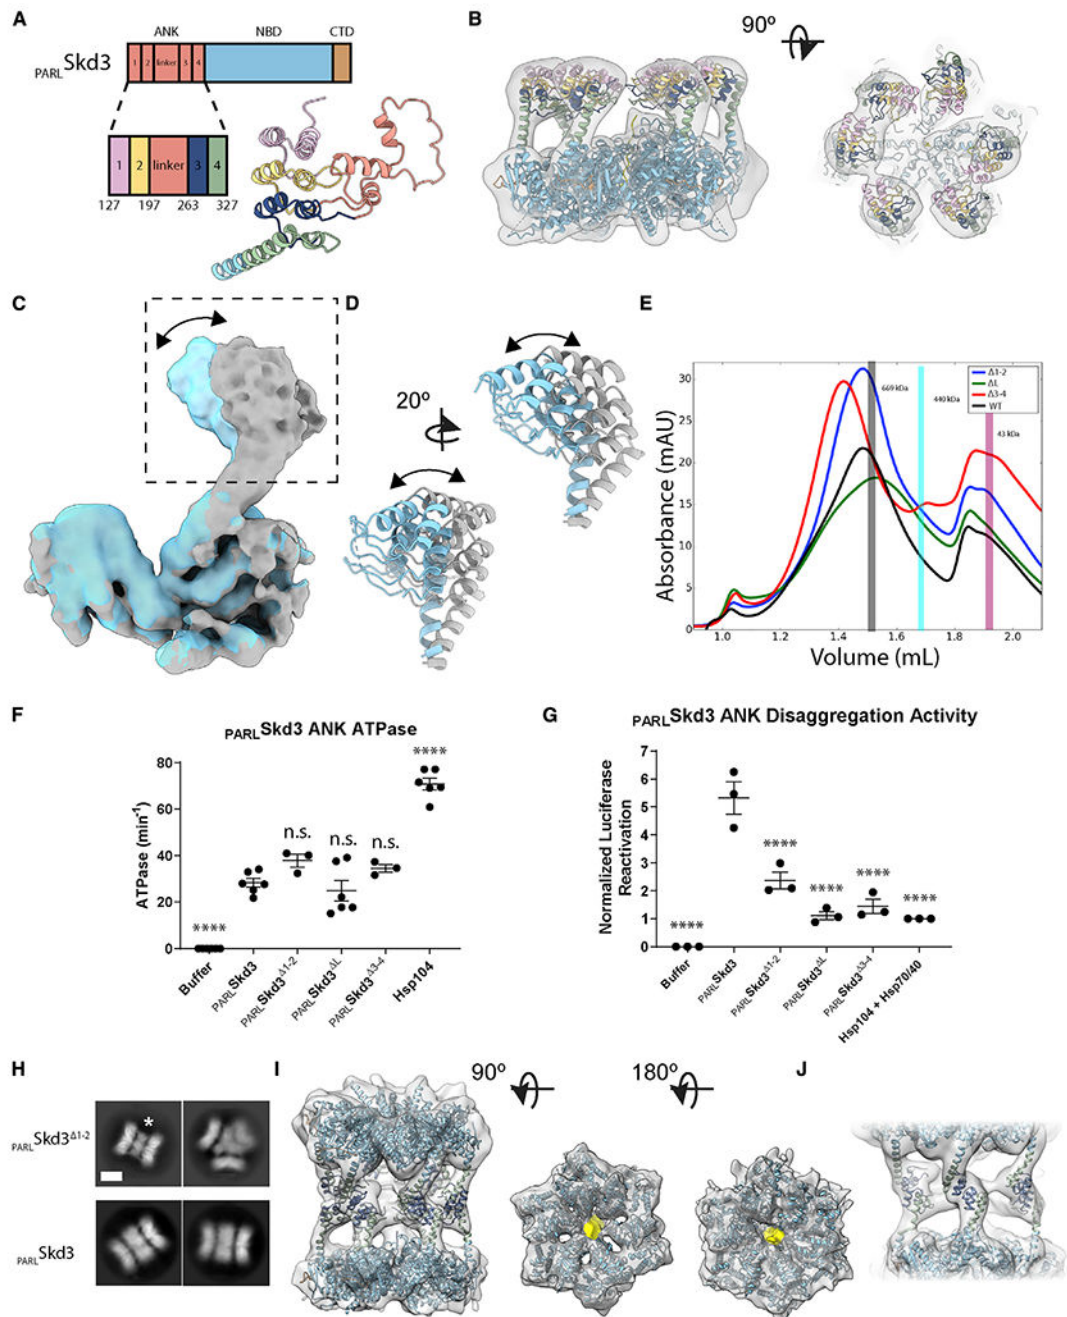 A
ANK NBD CTD
PARLSkd3
1 2 linker 3 4
1 2 linker 3 4
127 197 263 327
B
90º
C
D
20º
E
Absorbance (mAU)
30
25
20
15
10
5
0
669 kDa
440 kDa
43 kDa
Δ1-2
ΔL
Δ3-4
WT
1.0 1.2 1.4 1.6 1.8 2.0
Volume (mL)
F
PARLSkd3 ANK ATPase
ATPase (min-1)
80
60
40
20
0
****
n.s.
n.s.
n.s.
****
Buffer
PARLSkd3
PARLSkd3Δ1-2
PARLSkd3ΔL
PARLSkd3Δ3-4
Hsp104
G
PARLSkd3 ANK Disaggregation Activity
Normalized Luciferase
Reactivation
7
6
5
4
3
2
1
0
****
****
****
****
****
Buffer
PARLSkd3
PARLSkd3Δ1-2
PARLSkd3ΔL
PARLSkd3Δ3-4
Hsp104 + Hsp70/40
H
PARLSkd3Δ1-2
*
PARLSkd3
I
90º
180º
J